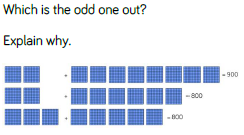 Which is the odd one out?
Explain why.
+ = 900
+ = 800
+ = 800